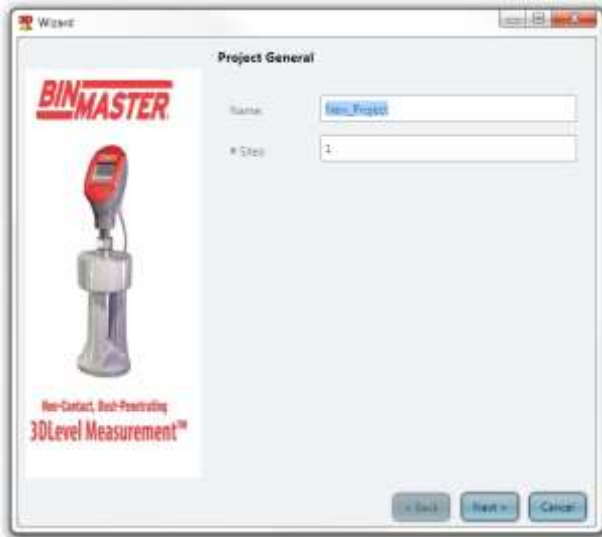 Wizard
Project General
BINMASTER
Name:
New_Project
# Sites:
1
Non-Contact, Dust-Penetrating
3DLevel Measurement™
< Back
Next >
Cancel